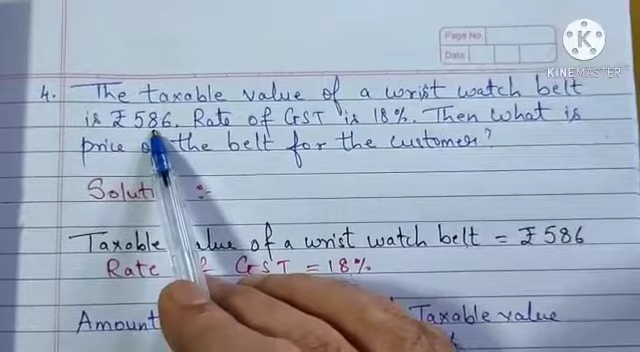 Page No.
Date
K
KINEMASTER
4. The taxable value of a wrist watch belt
is ₹ 586. Rate of GST is 18%. Then what is
price of the belt for the customer?
Solution :-
Taxable value of a wrist watch belt = ₹ 586
Rate of GST = 18%
Amount Taxable value